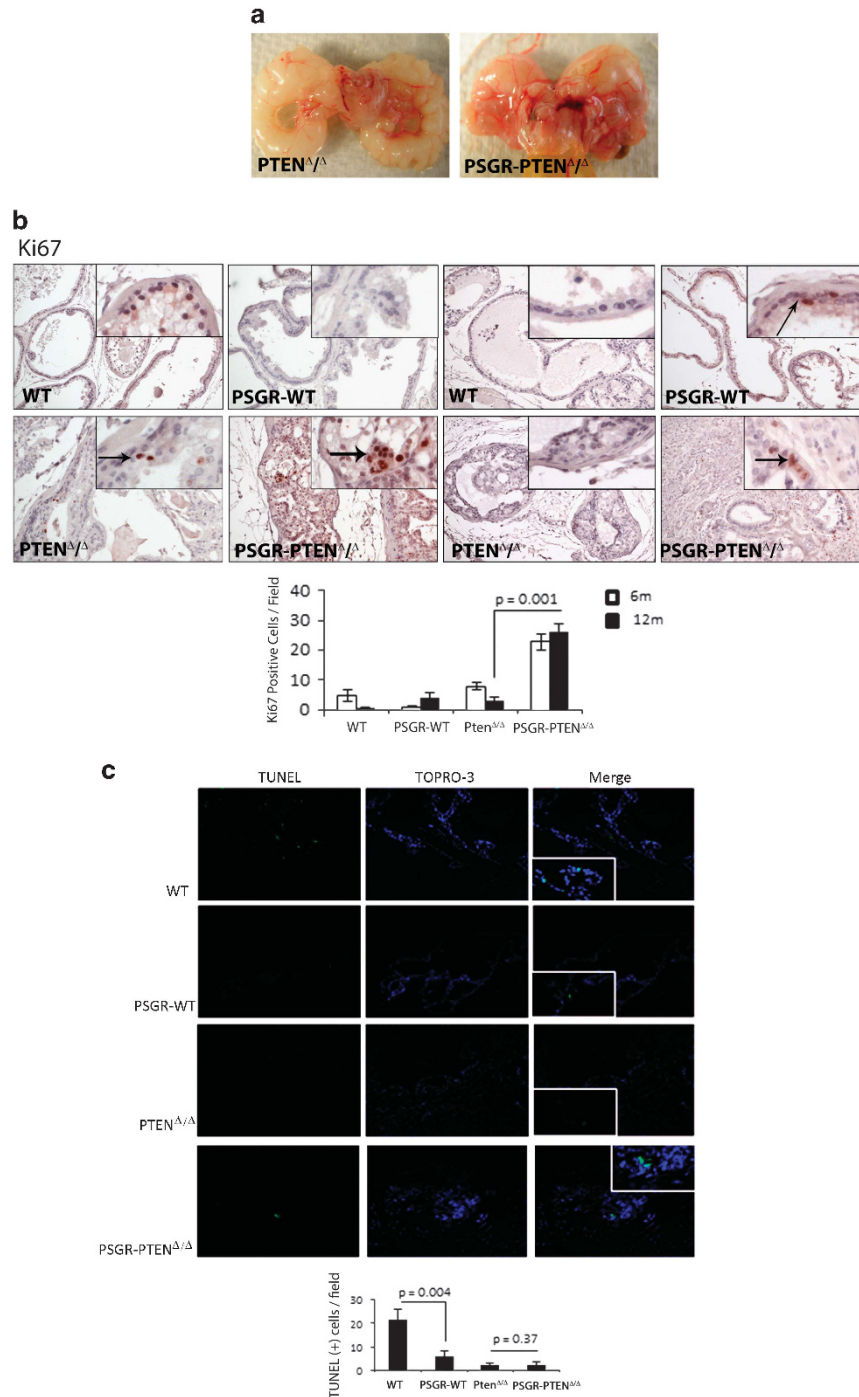 a
PTEN^Δ/Δ
PSGR-PTEN^Δ/Δ
b
Ki67
WT
PSGR-WT
WT
PSGR-WT
PTEN^Δ/Δ
PSGR-PTEN^Δ/Δ
PTEN^Δ/Δ
PSGR-PTEN^Δ/Δ
Ki67 Positive Cells / Field
40
30
20
10
0
p = 0.001
6m
12m
WT
PSGR-WT
Pten^Δ/Δ
PSGR-PTEN^Δ/Δ
c
TUNEL
TOPRO-3
Merge
WT
PSGR-WT
PTEN^Δ/Δ
PSGR-PTEN^Δ/Δ
TUNEL (+) cells / field
30
20
10
0
p = 0.004
p = 0.37
WT
PSGR-WT
Pten^Δ/Δ
PSGR-PTEN^Δ/Δ